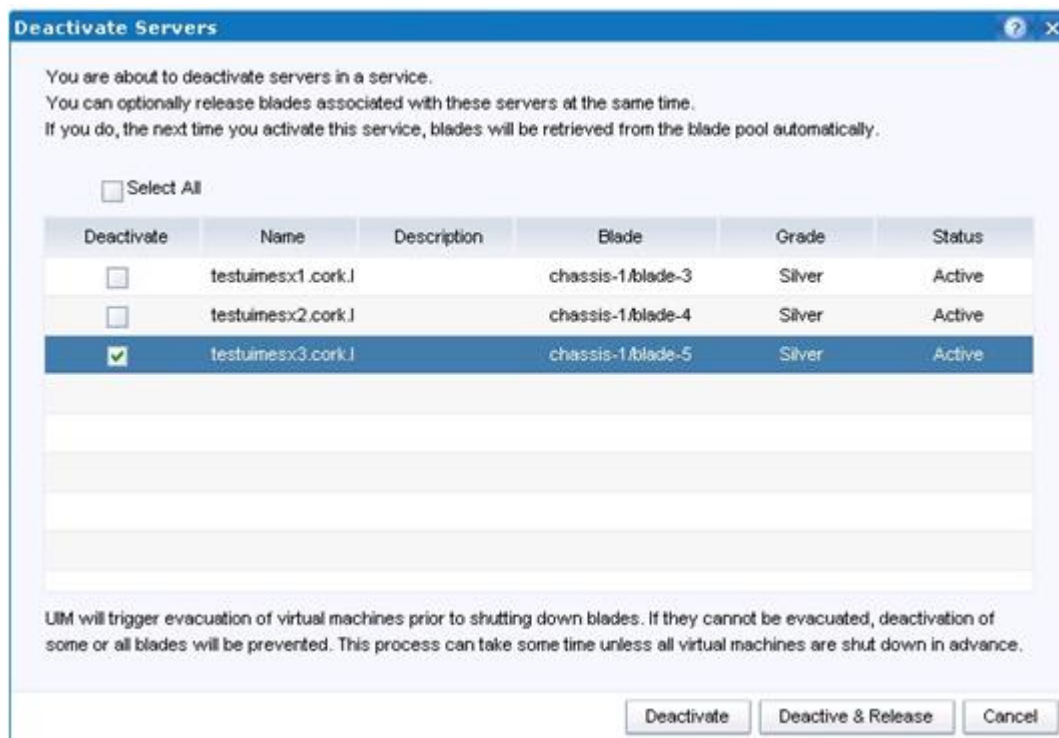 Deactivate Servers
You are about to deactivate servers in a service.
You can optionally release blades associated with these servers at the same time.
If you do, the next time you activate this service, blades will be retrieved from the blade pool automatically.
Select All
Deactivate Name Description Blade Grade Status
testuimesx1.cork.l chassis-1/blade-3 Silver Active
testuimesx2.cork.l chassis-1/blade-4 Silver Active
testuimesx3.cork.l chassis-1/blade-5 Silver Active
UIM will trigger evacuation of virtual machines prior to shutting down blades. If they cannot be evacuated, deactivation of
some or all blades will be prevented. This process can take some time unless all virtual machines are shut down in advance.
Deactivate Deactive & Release Cancel